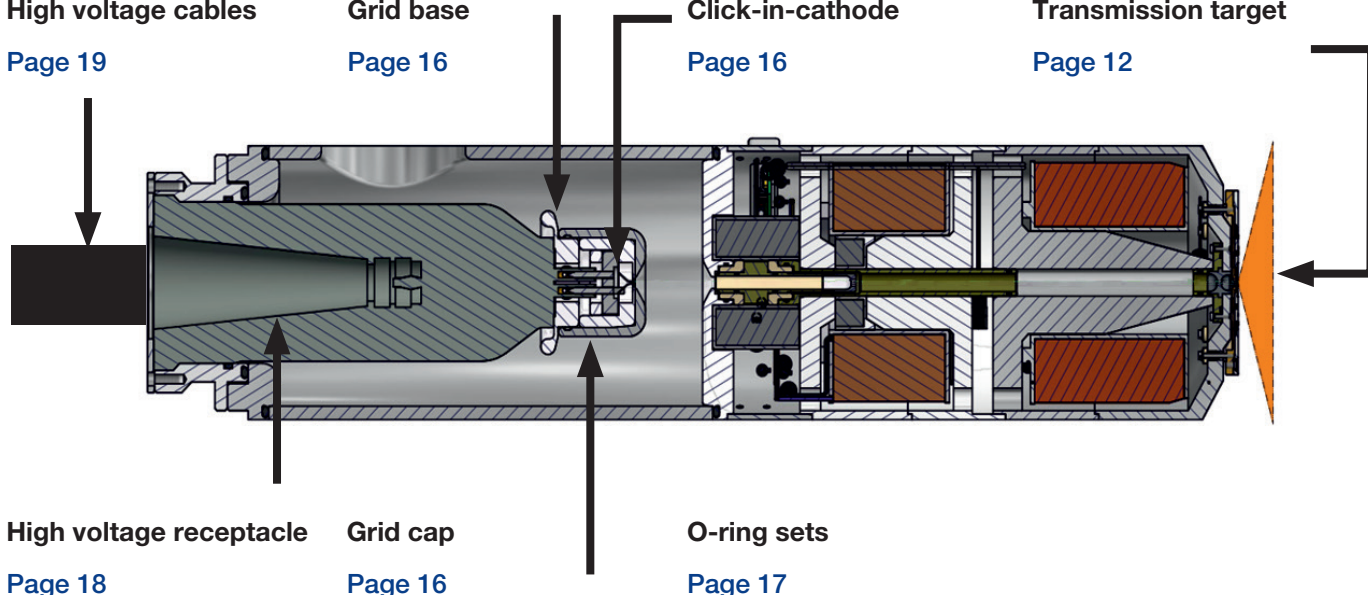 High voltage cables
Page 19
Grid base
Page 16
Click-in-cathode
Page 16
Transmission target
Page 12
High voltage receptacle
Page 18
Grid cap
Page 16
O-ring sets
Page 17